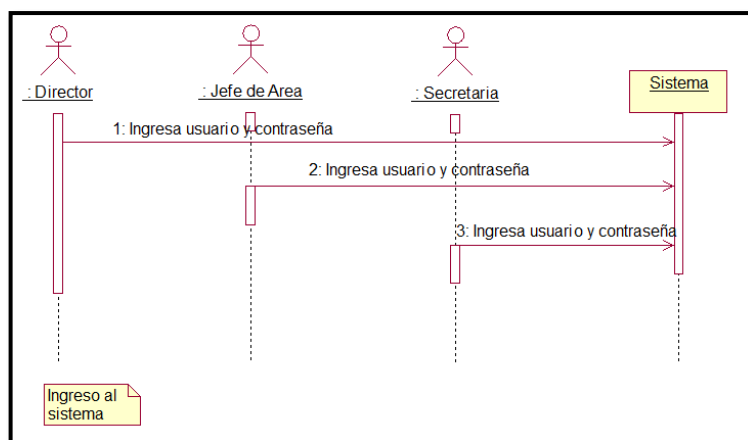 : Director
: Jefe de Area
: Secretaria
Sistema
1: Ingresa usuario y contraseña
2: Ingresa usuario y contraseña
3: Ingresa usuario y contraseña
Ingreso al
sistema